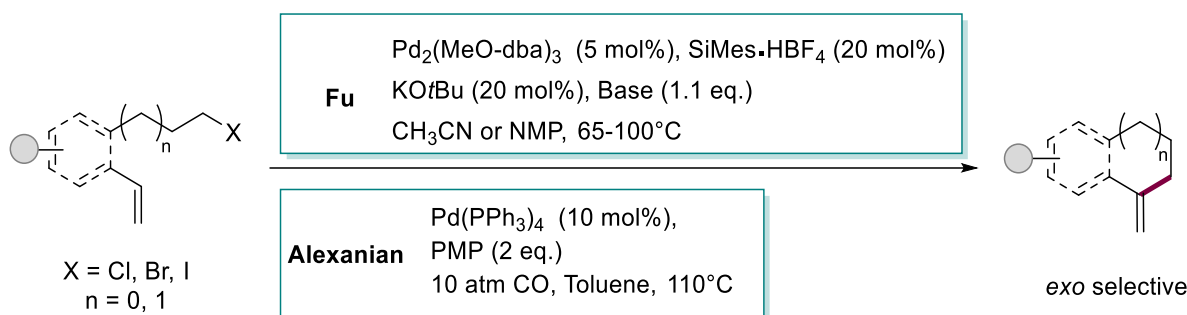 Fu
Pd2(MeO-dba)3 (5 mol%), SiMes·HBF4 (20 mol%)
KOtBu (20 mol%), Base (1.1 eq.)
CH3CN or NMP, 65-100°C
X
n
X = Cl, Br, I
n = 0, 1
Alexanian
Pd(PPh3)4 (10 mol%),
PMP (2 eq.)
10 atm CO, Toluene, 110°C
n
exo selective